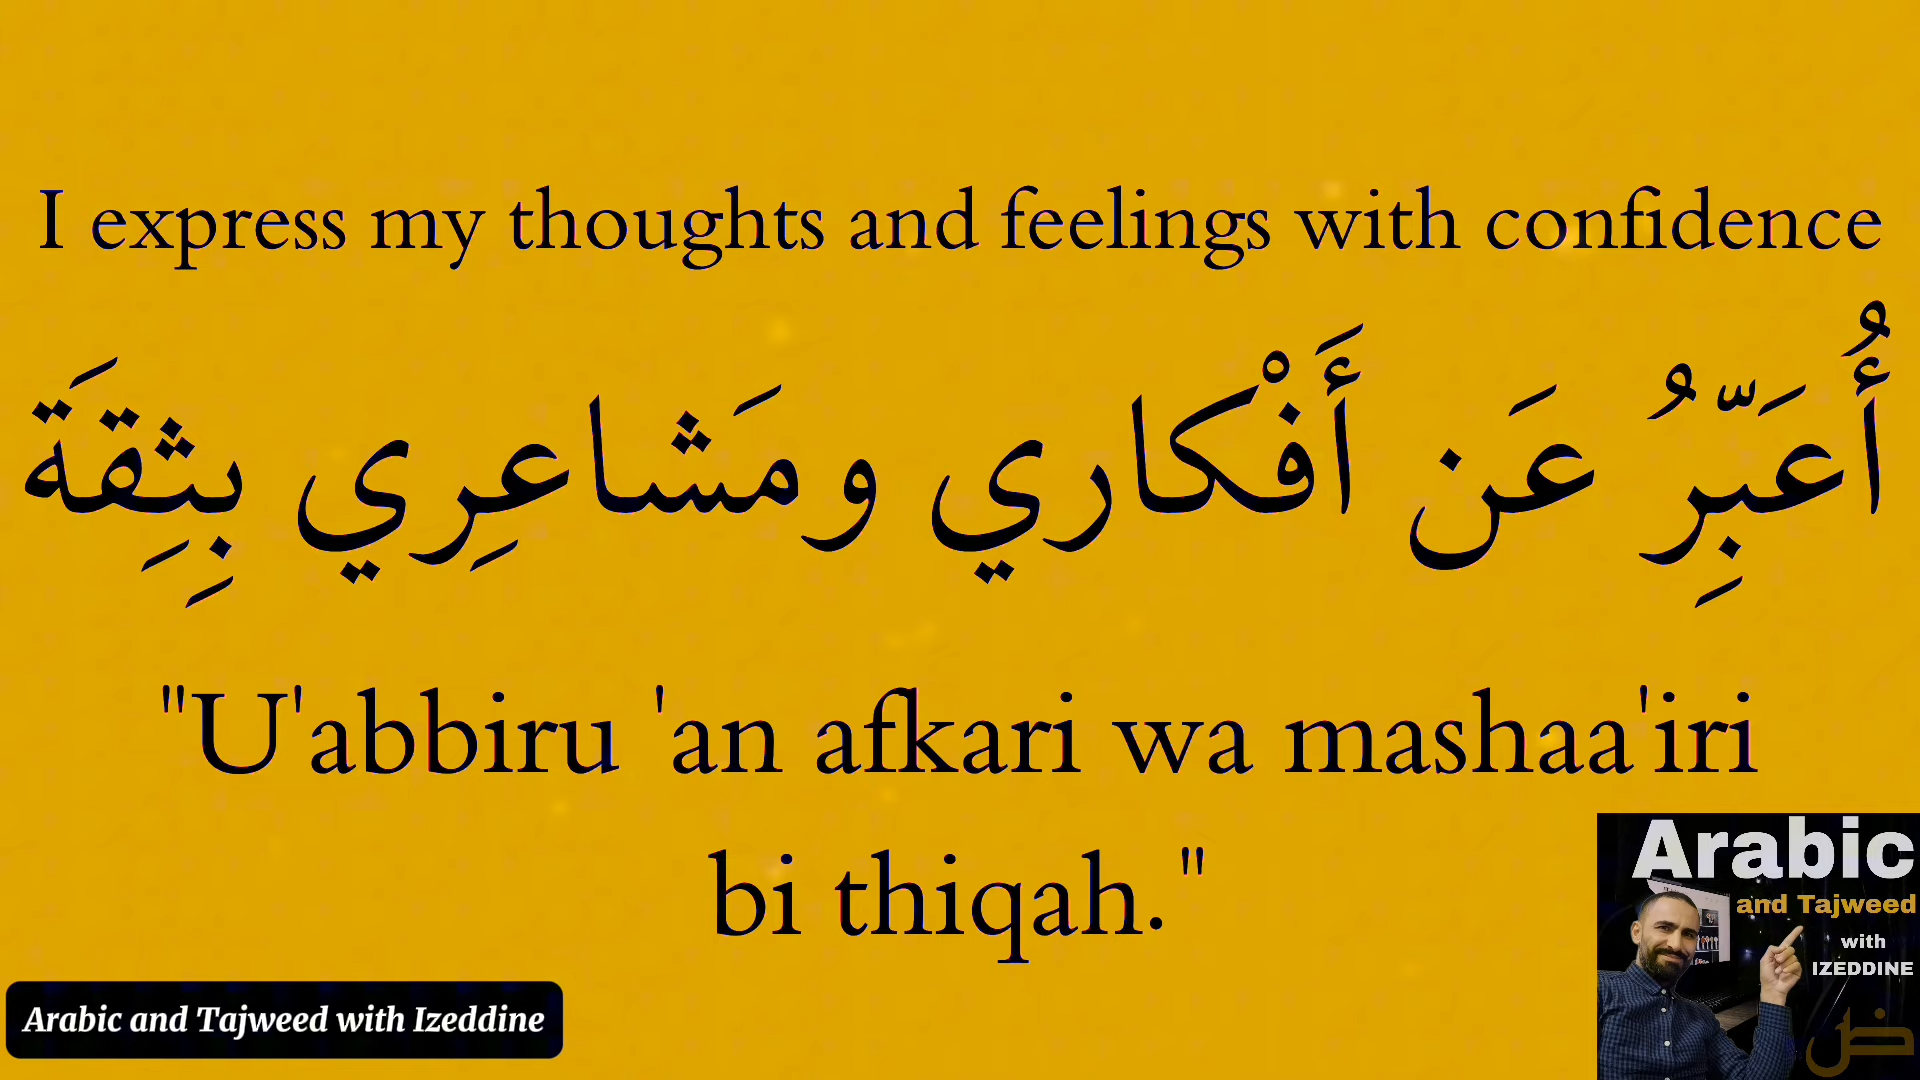 I express my thoughts and feelings with confidence
أُعَبِّرُ عَن أَفْكاري ومَشاعِري بِثِقَة
"U'abbiru 'an afkari wa mashaa'iri
bi thiqah."
Arabic
and Tajweed
with
IZEDDINE
ض
Arabic and Tajweed with Izeddine